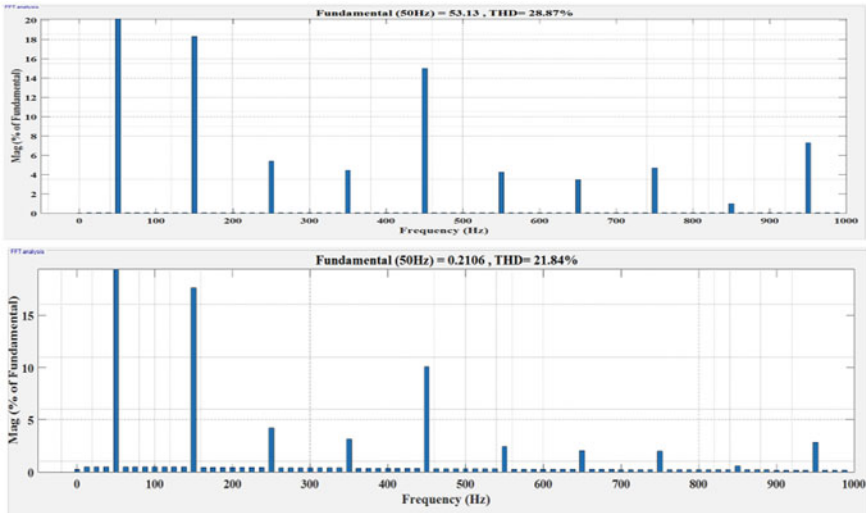 FFT analysis
Fundamental (50Hz) = 53.13 , THD= 28.87%
20
18
16
14
12
10
8
6
4
2
0
Mag (% of Fundamental)
0 100 200 300 400 500 600 700 800 900 1000
Frequency (Hz)
FFT analysis
Fundamental (50Hz) = 0.2106 , THD= 21.84%
15
10
5
0
Mag (% of Fundamental)
0 100 200 300 400 500 600 700 800 900 1000
Frequency (Hz)